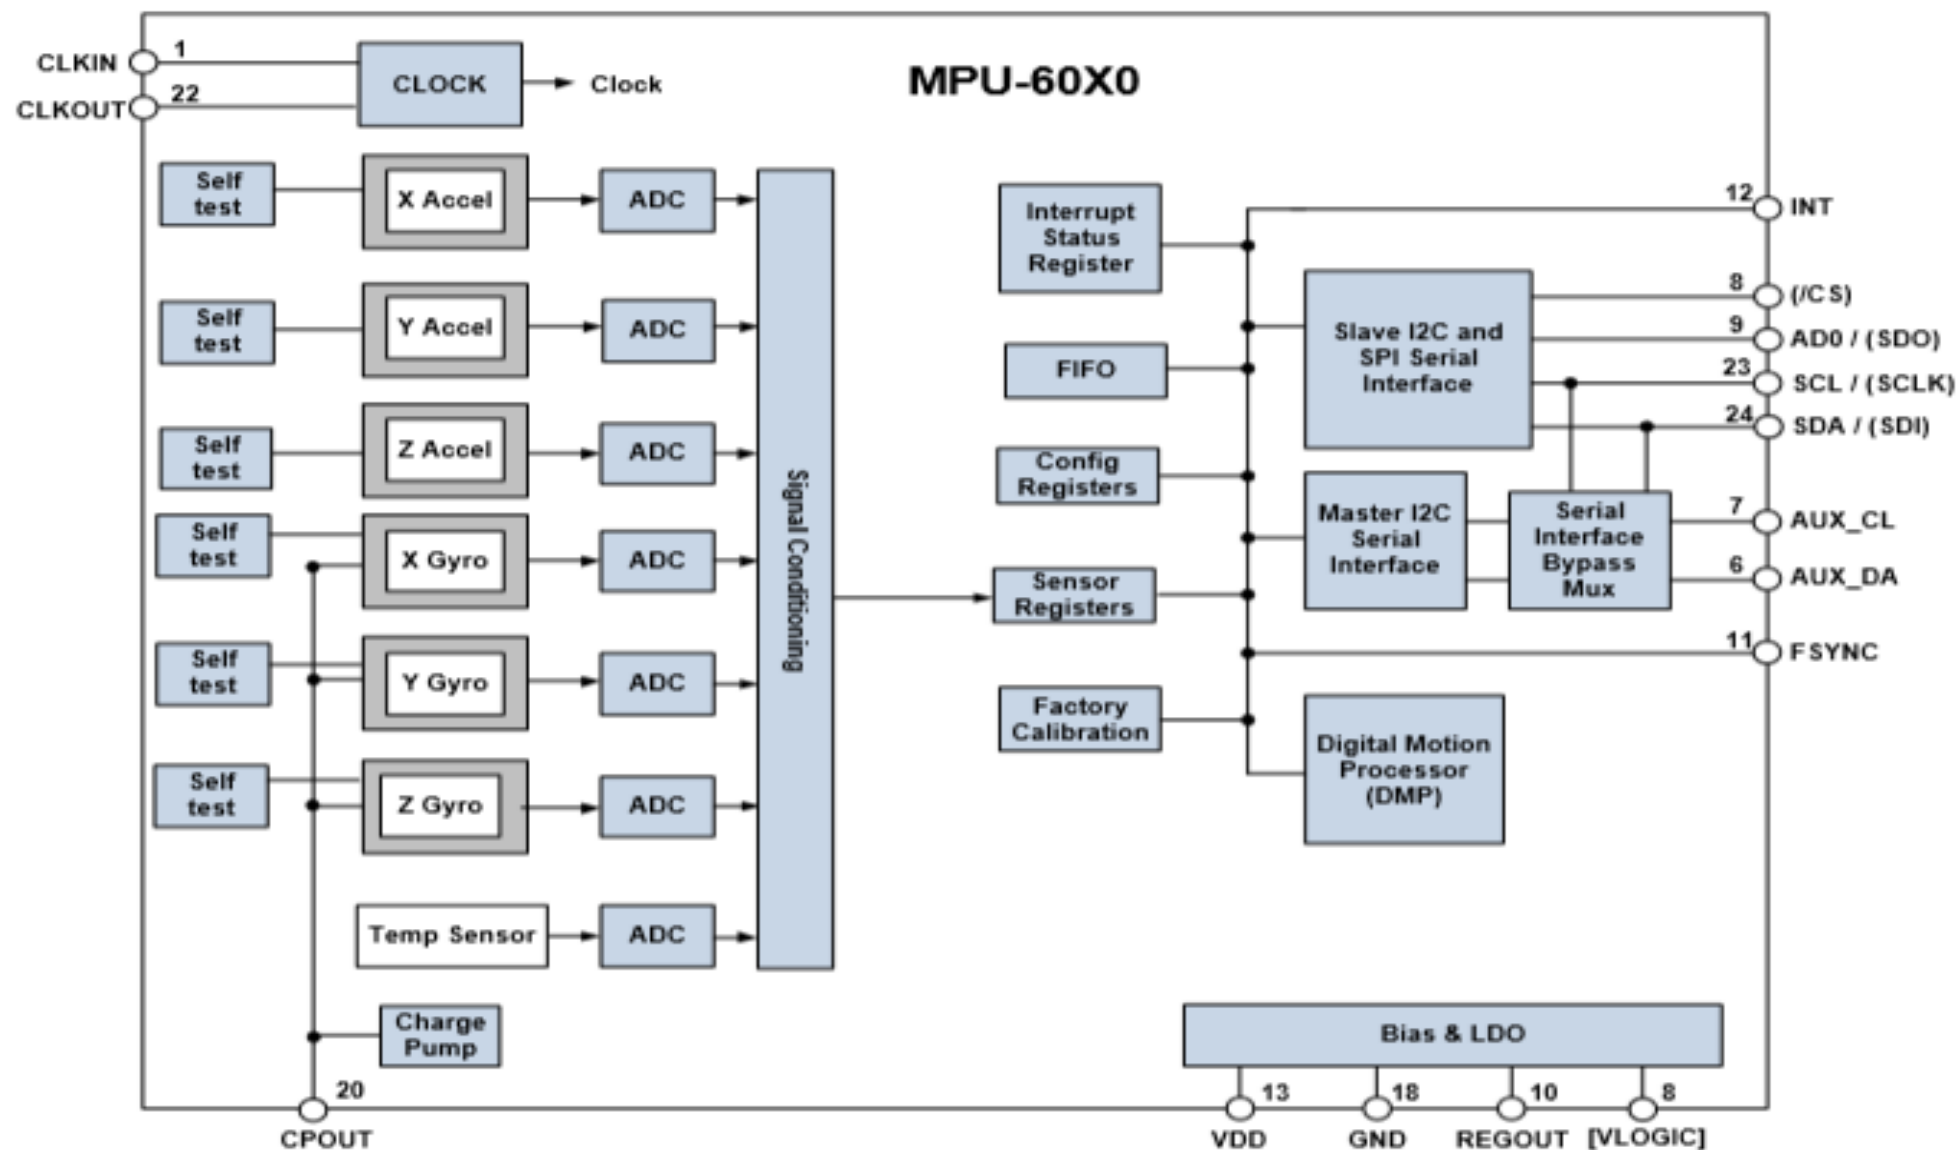 MPU-60X0
CLKIN
1
CLKOUT
22
CLOCK
Clock
Self
test
X Accel
ADC
Self
test
Y Accel
ADC
Self
test
Z Accel
ADC
Self
test
X Gyro
ADC
Self
test
Y Gyro
ADC
Self
test
Z Gyro
ADC
Temp Sensor
ADC
Charge
Pump
20
CPOUT
Signal Conditioning
Interrupt
Status
Register
FIFO
Config
Registers
Sensor
Registers
Factory
Calibration
Slave I2C and
SPI Serial
Interface
Master I2C
Serial
Interface
Serial
Interface
Bypass
Mux
Digital Motion
Processor
(DMP)
12
INT
8
(/CS)
9
AD0 / (SDO)
23
SCL / (SCLK)
24
SDA / (SDI)
7
AUX_CL
6
AUX_DA
11
FSYNC
Bias & LDO
13
18
10
8
VDD
GND
REGOUT
[VLOGIC]